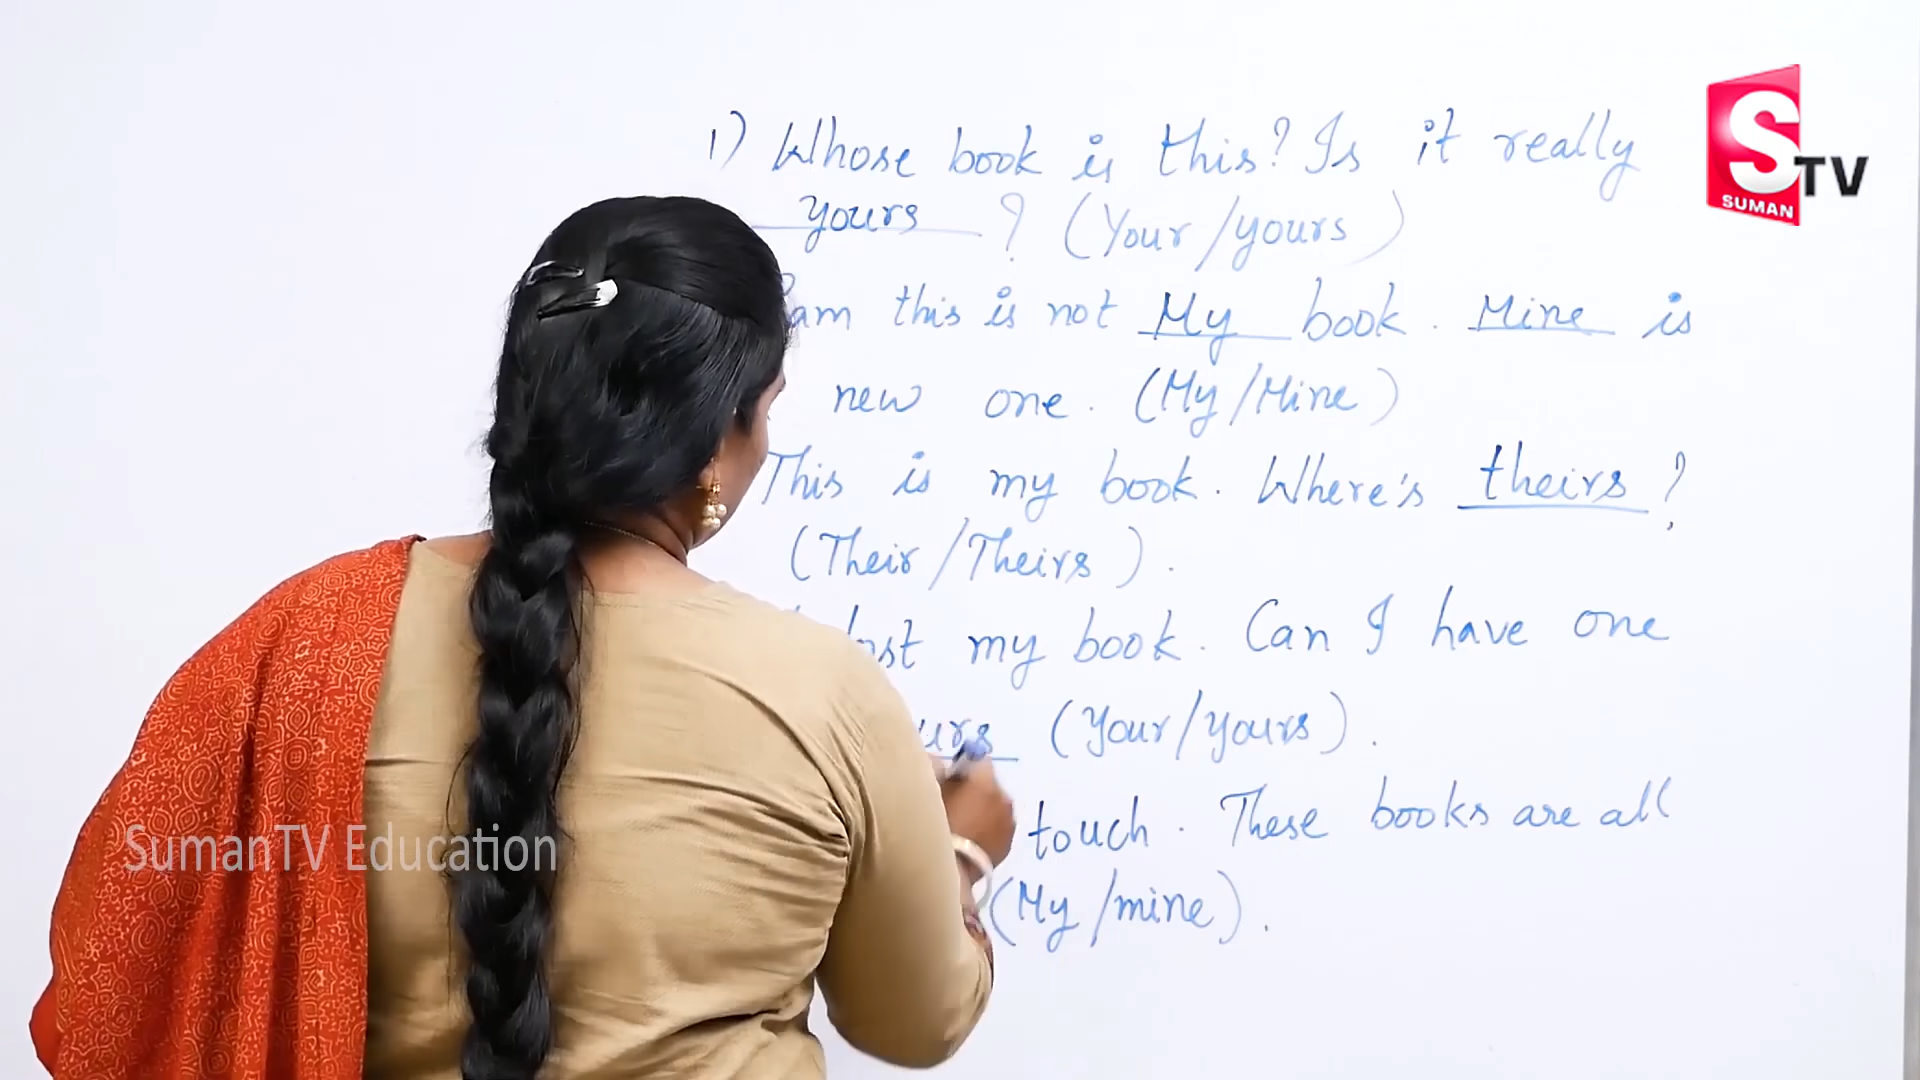 1) Whose book is this? Is it really
yours ? (Your/yours)
this is not My book. Mine is
new one. (My/Mine)
This is my book. Where's theirs ?
(Their/Theirs).
my book. Can I have one
(Your/yours).
touch. These books are all
(My/mine).
S
SUMAN
TV
SumanTV Education